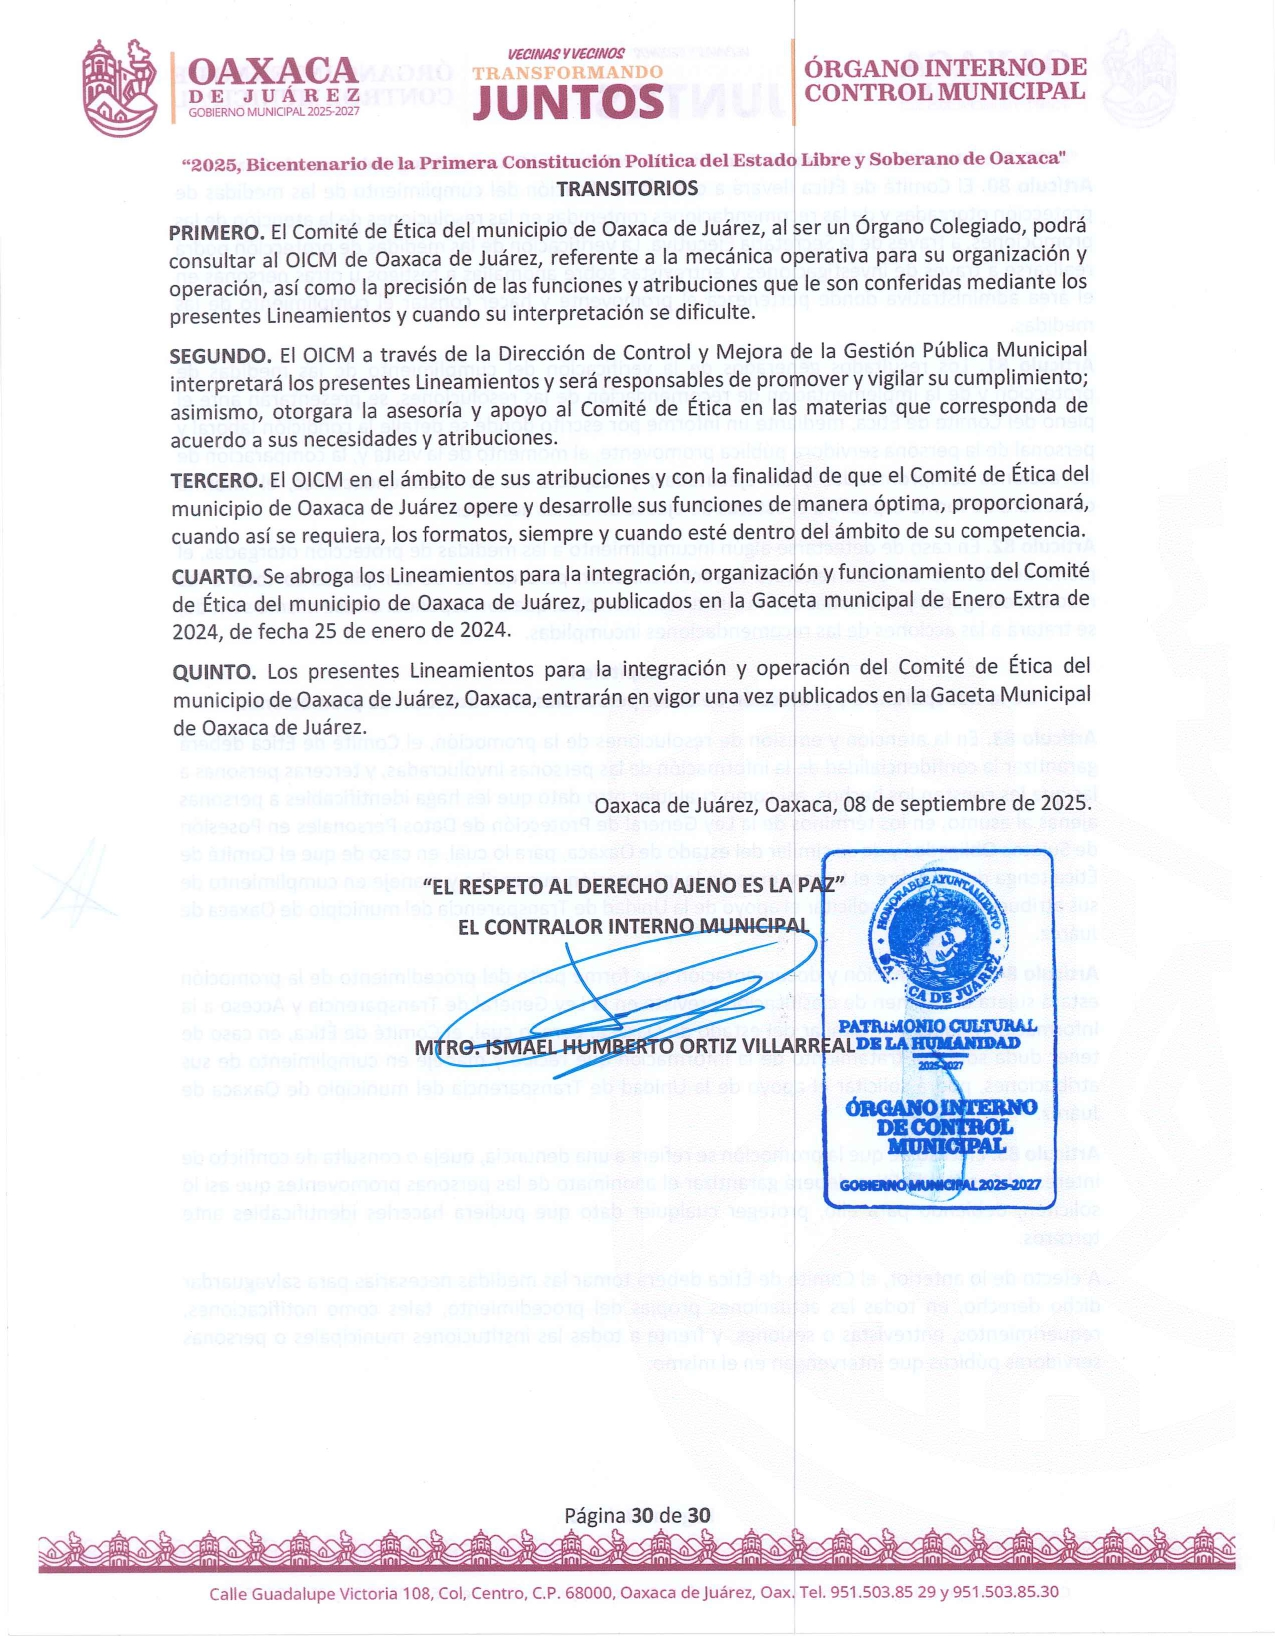 OAXACA
DE JUÁREZ
GOBIERNO MUNICIPAL 2025-2027
VECINAS Y VECINOS
TRANSFORMANDO
JUNTOS
ÓRGANO INTERNO DE
CONTROL MUNICIPAL
“2025, Bicentenario de la Primera Constitución Política del Estado Libre y Soberano de Oaxaca"
TRANSITORIOS
PRIMERO. El Comité de Ética del municipio de Oaxaca de Juárez, al ser un Órgano Colegiado, podrá
consultar al OICM de Oaxaca de Juárez, referente a la mecánica operativa para su organización y
operación, así como la precisión de las funciones y atribuciones que le son conferidas mediante los
presentes Lineamientos y cuando su interpretación se dificulte.
SEGUNDO. El OICM a través de la Dirección de Control y Mejora de la Gestión Pública Municipal
interpretará los presentes Lineamientos y será responsables de promover y vigilar su cumplimiento;
asimismo, otorgara la asesoría y apoyo al Comité de Ética en las materias que corresponda de
acuerdo a sus necesidades y atribuciones.
TERCERO. El OICM en el ámbito de sus atribuciones y con la finalidad de que el Comité de Ética del
municipio de Oaxaca de Juárez opere y desarrolle sus funciones de manera óptima, proporcionará,
cuando así se requiera, los formatos, siempre y cuando esté dentro del ámbito de su competencia.
CUARTO. Se abroga los Lineamientos para la integración, organización y funcionamiento del Comité
de Ética del municipio de Oaxaca de Juárez, publicados en la Gaceta municipal de Enero Extra de
2024, de fecha 25 de enero de 2024.
QUINTO. Los presentes Lineamientos para la integración y operación del Comité de Ética del
municipio de Oaxaca de Juárez, Oaxaca, entrarán en vigor una vez publicados en la Gaceta Municipal
de Oaxaca de Juárez.
Oaxaca de Juárez, Oaxaca, 08 de septiembre de 2025.
“EL RESPETO AL DERECHO AJENO ES LA PAZ”
EL CONTRALOR INTERNO MUNICIPAL
MTRO. ISMAEL HUMBERTO ORTIZ VILLARREAL
HONORABLE AYUNTAMIENTO
CA DE JUÁREZ
PATRIMONIO CULTURAL
DE LA HUMANIDAD
2025-2027
ÓRGANO INTERNO
DE CONTROL
MUNICIPAL
GOBIERNO MUNICIPAL 2025-2027
Página 30 de 30
Calle Guadalupe Victoria 108, Col, Centro, C.P. 68000, Oaxaca de Juárez, Oax. Tel. 951.503.85 29 y 951.503.85.30